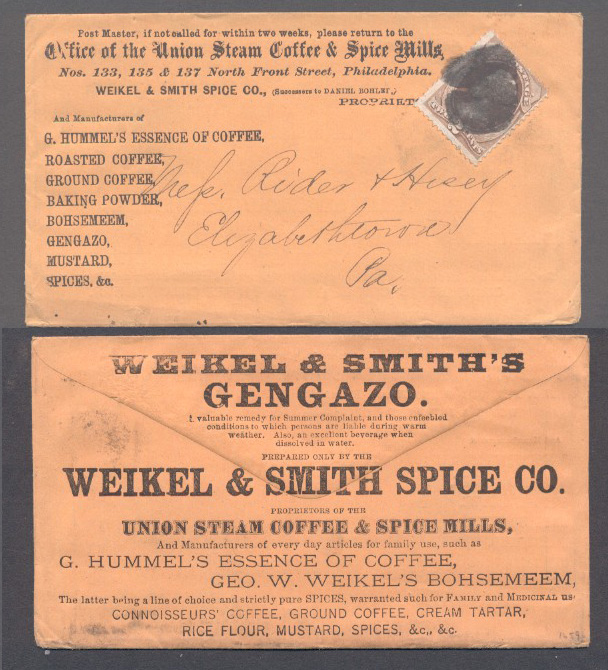 Post Master, if not called for within two weeks, please return to the
Office of the Union Steam Coffee & Spice Mills,
Nos. 133, 135 & 137 North Front Street, Philadelphia.
WEIKEL & SMITH SPICE CO., (Successors to DANIEL BOHLEY,)
PROPRIET
And Manufacturers of
G. HUMMEL'S ESSENCE OF COFFEE,
ROASTED COFFEE,
GROUND COFFEE,
BAKING POWDER,
BOHSEMEEM,
GENGAZO,
MUSTARD,
SPICES, &c.
Mess. Rider & Hisey
Elizabethtown
Pa.
WEIKEL & SMITH'S
GENGAZO.
valuable remedy for Summer Complaint, and those enfeebled
conditions to which persons are liable during warm
weather. Also, an excellent beverage when
dissolved in water.
PREPARED ONLY BY THE
WEIKEL & SMITH SPICE CO.
PROPRIETORS OF THE
UNION STEAM COFFEE & SPICE MILLS,
And Manufacturers of every day articles for family use, such as
G. HUMMEL'S ESSENCE OF COFFEE,
GEO. W. WEIKEL'S BOHSEMEEM,
The latter being a line of choice and strictly pure SPICES, warranted such for FAMILY and MEDICINAL us
CONNOISSEURS' COFFEE, GROUND COFFEE, CREAM TARTAR,
RICE FLOUR, MUSTARD, SPICES, &c., &c.